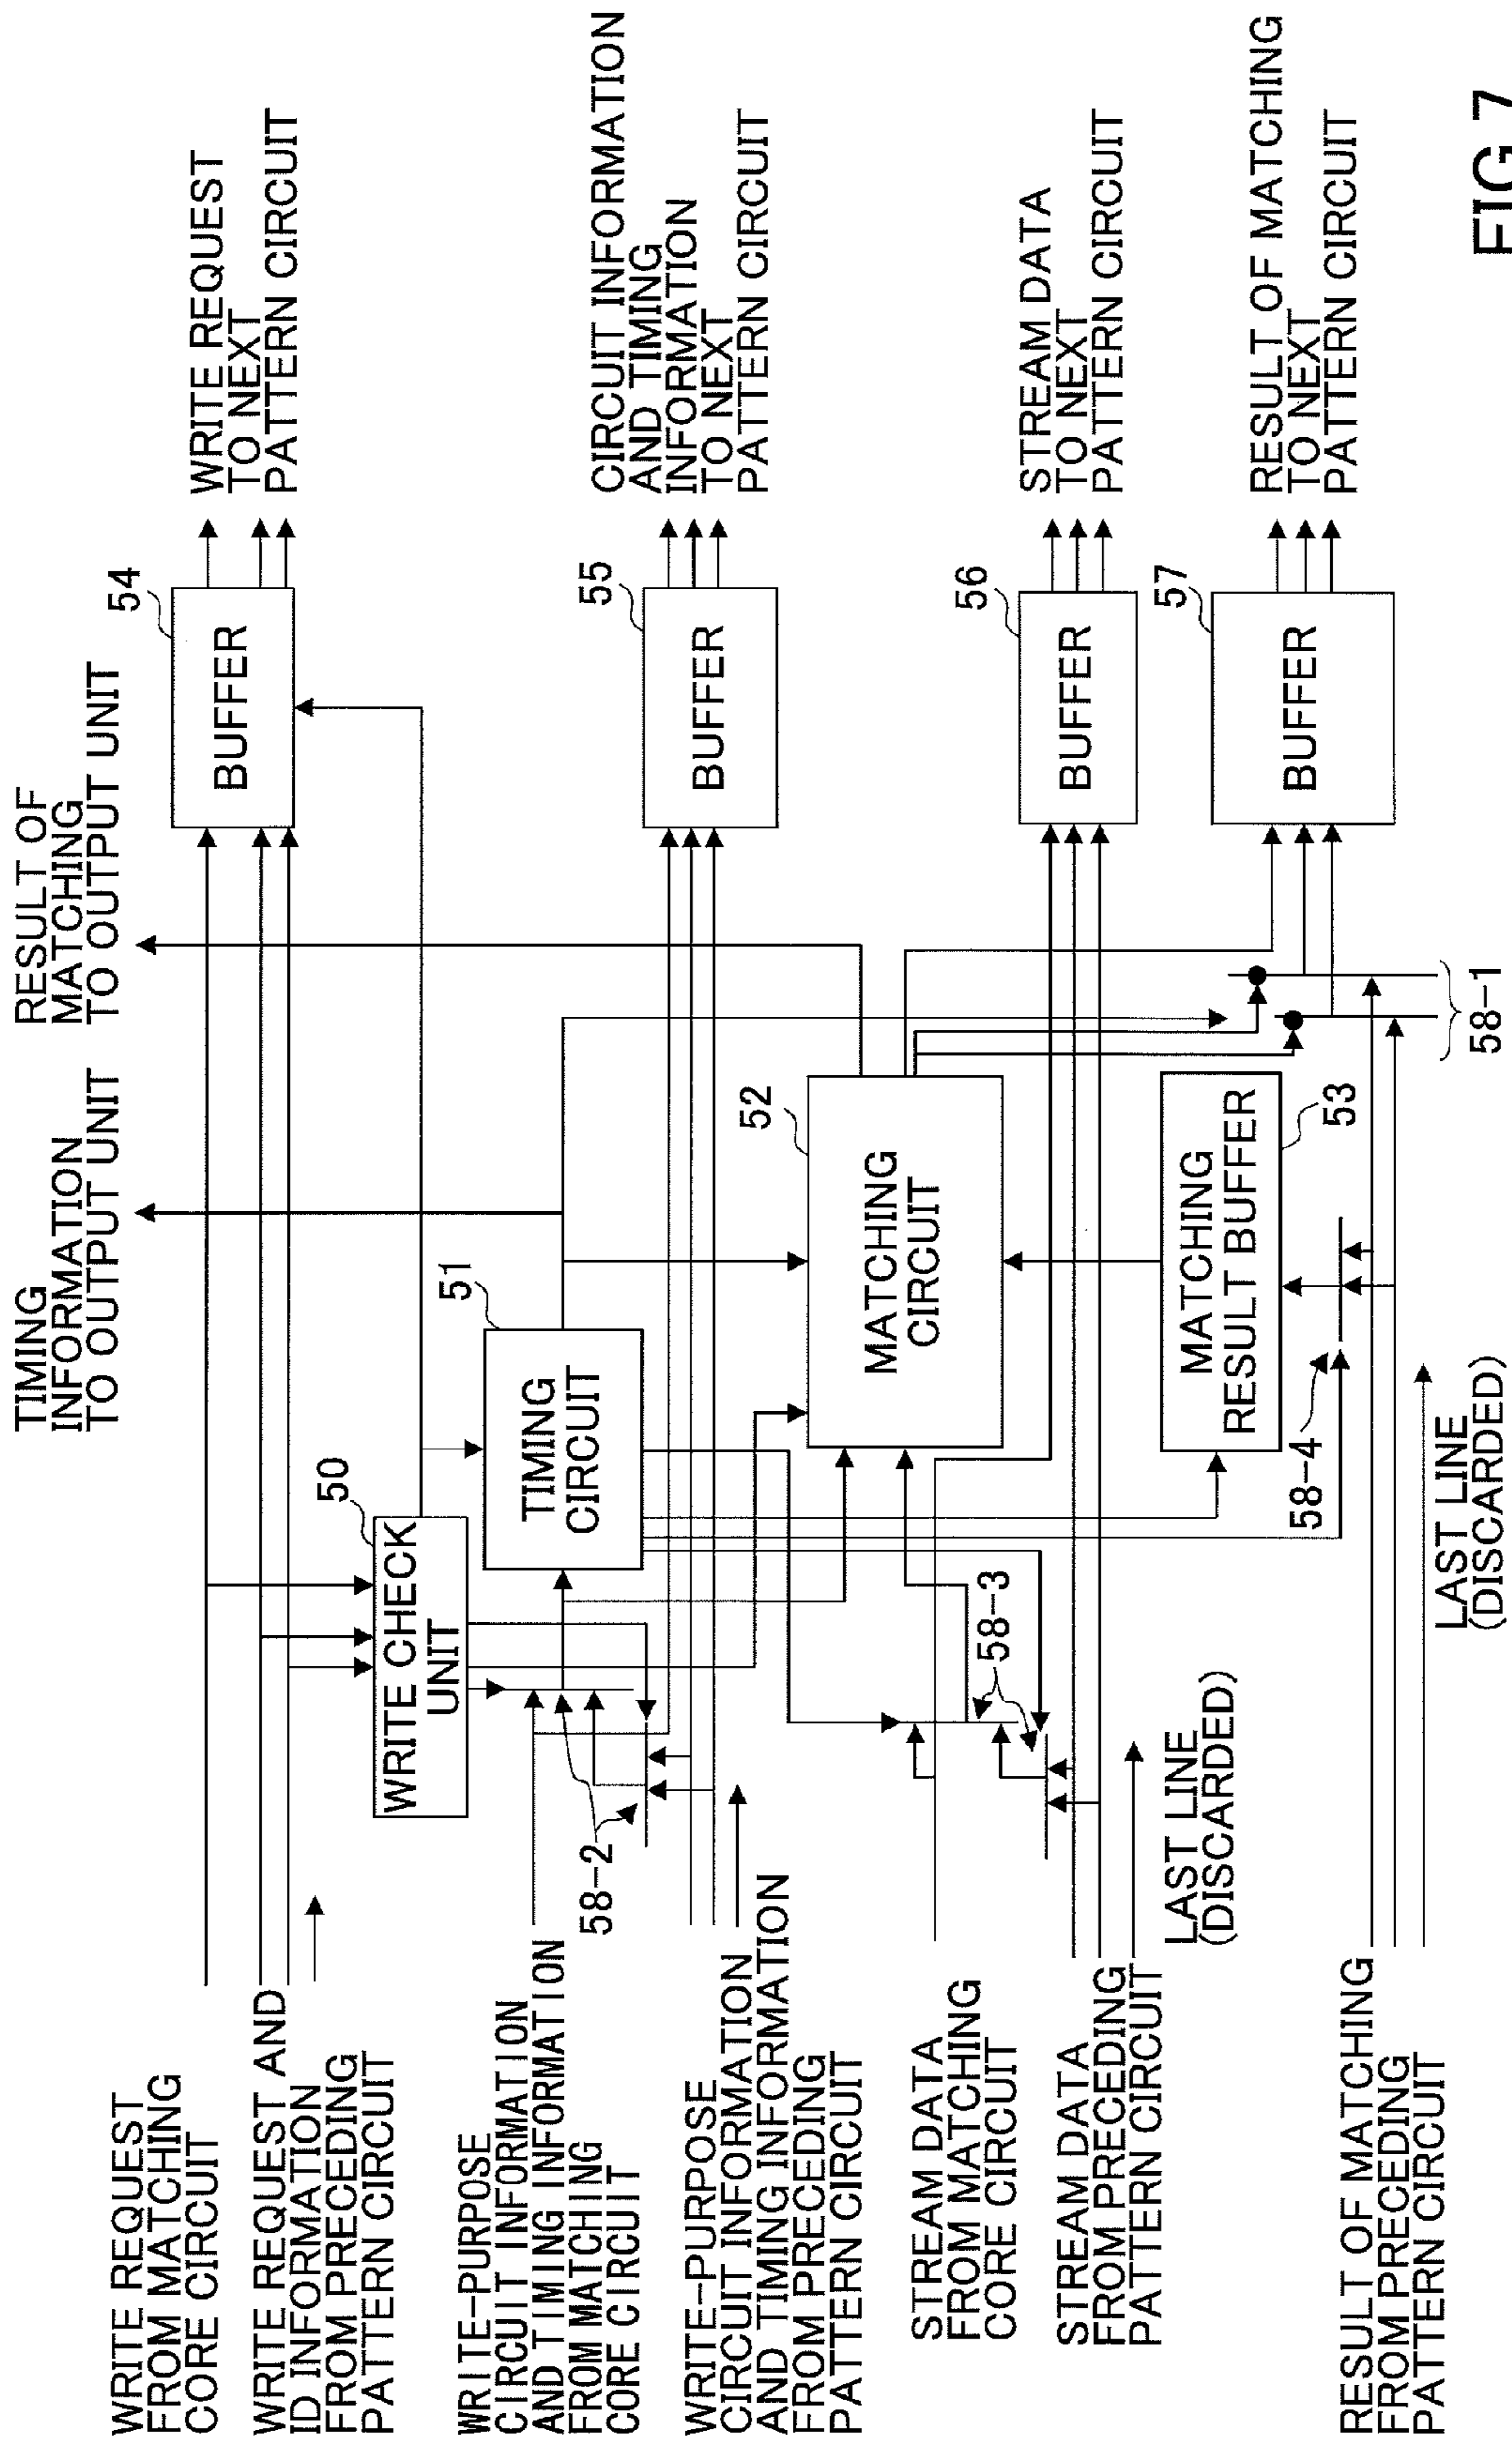 TIMING
INFORMATION
TO OUTPUT UNIT
RESULT OF
MATCHING
TO OUTPUT UNIT
WRITE REQUEST
FROM MATCHING
CORE CIRCUIT
WRITE REQUEST AND
ID INFORMATION
FROM PRECEDING
PATTERN CIRCUIT
WRITE-PURPOSE
CIRCUIT INFORMATION
AND TIMING INFORMATION
FROM MATCHING
CORE CIRCUIT
WRITE-PURPOSE
CIRCUIT INFORMATION
AND TIMING INFORMATION
FROM PRECEDING
PATTERN CIRCUIT
STREAM DATA
FROM MATCHING
CORE CIRCUIT
STREAM DATA
FROM PRECEDING
PATTERN CIRCUIT
RESULT OF MATCHING
FROM PRECEDING
PATTERN CIRCUIT
50
WRITE CHECK
UNIT
51
TIMING
CIRCUIT
52
MATCHING
CIRCUIT
MATCHING
RESULT BUFFER
53
58-2
58-3
58-4
58-1
LAST LINE
(DISCARDED)
LAST LINE
(DISCARDED)
54
BUFFER
55
BUFFER
56
BUFFER
57
BUFFER
WRITE REQUEST
TO NEXT
PATTERN CIRCUIT
CIRCUIT INFORMATION
AND TIMING
INFORMATION
TO NEXT
PATTERN CIRCUIT
STREAM DATA
TO NEXT
PATTERN CIRCUIT
RESULT OF MATCHING
TO NEXT
PATTERN CIRCUIT
FIG 7